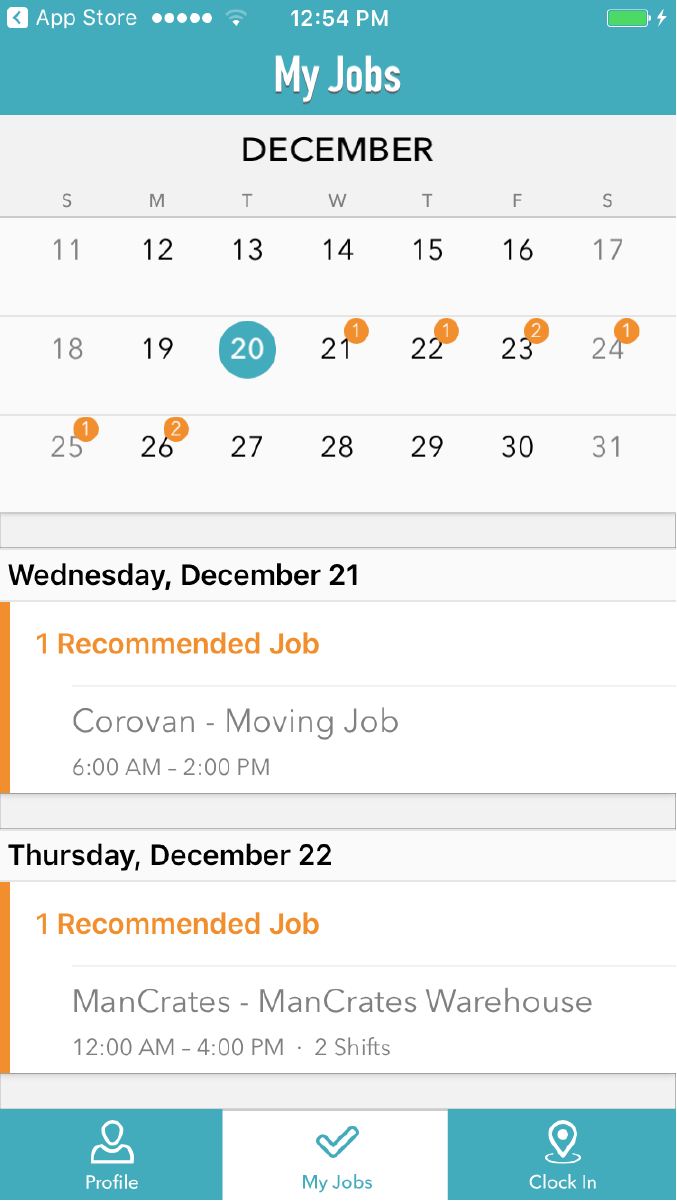 App Store 12:54 PM
My Jobs
DECEMBER
S M T W T F S
11 12 13 14 15 16 17
18 19 20 21 1 22 1 23 2 24 1
25 1 26 2 27 28 29 30 31
Wednesday, December 21
1 Recommended Job
Corovan - Moving Job
6:00 AM – 2:00 PM
Thursday, December 22
1 Recommended Job
ManCrates - ManCrates Warehouse
12:00 AM – 4:00 PM · 2 Shifts
Profile My Jobs Clock In